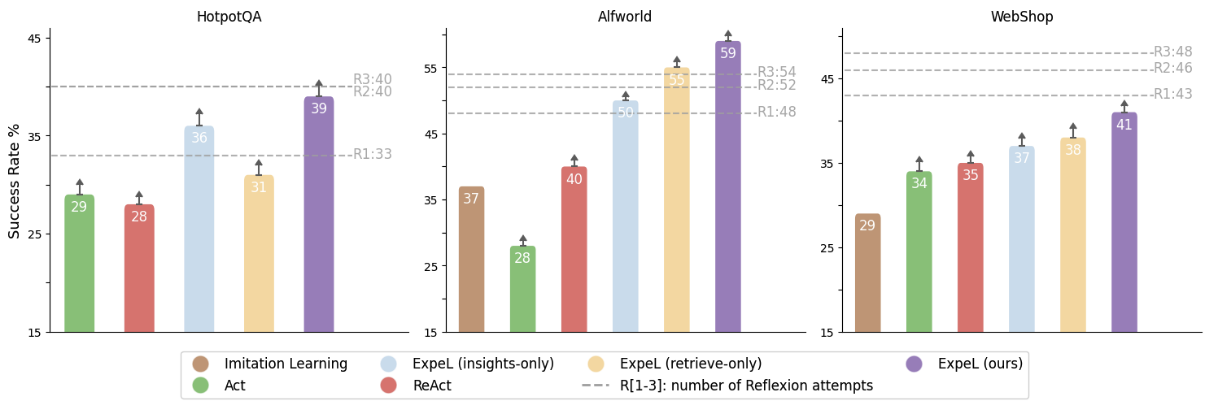 HotpotQA
Alfworld
WebShop
Success Rate %
45
35
25
15
R3:40
R2:40
R1:33
29
28
36
31
39
55
45
35
25
15
R3:54
R2:52
R1:48
37
28
40
50
55
59
45
35
25
15
R3:48
R2:46
R1:43
29
34
35
37
38
41
Imitation Learning
ExpeL (insights-only)
ExpeL (retrieve-only)
ExpeL (ours)
Act
ReAct
R[1-3]: number of Reflexion attempts